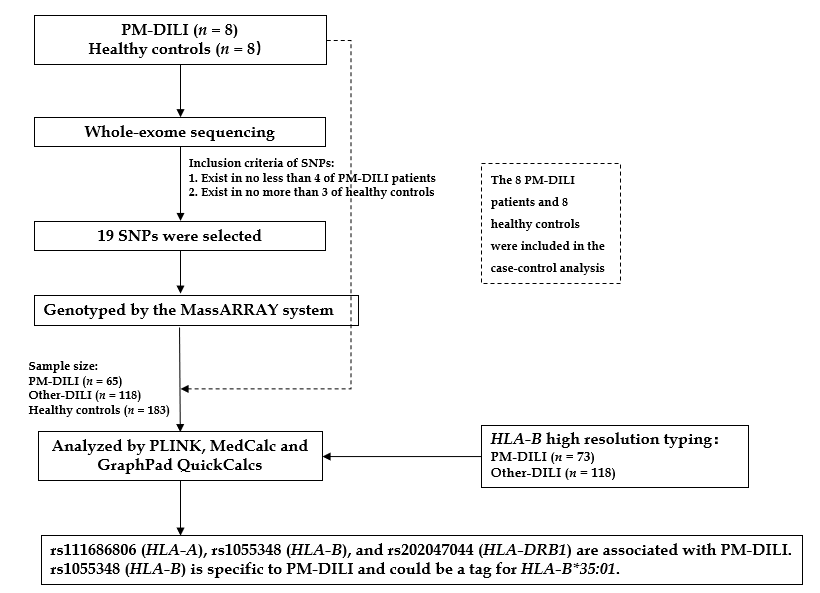 PM-DILI (n = 8)
Healthy controls (n = 8)
Whole-exome sequencing
Inclusion criteria of SNPs:
1. Exist in no less than 4 of PM-DILI patients
2. Exist in no more than 3 of healthy controls
The 8 PM-DILI
patients and 8
healthy controls
were included in the
case-control analysis
19 SNPs were selected
Genotyped by the MassARRAY system
Sample size:
PM-DILI (n = 65)
Other-DILI (n = 118)
Healthy controls (n = 183)
Analyzed by PLINK, MedCalc and
GraphPad QuickCalcs
HLA-B high resolution typing:
PM-DILI (n = 73)
Other-DILI (n = 118)
rs111686806 (HLA-A), rs1055348 (HLA-B), and rs202047044 (HLA-DRB1) are associated with PM-DILI.
rs1055348 (HLA-B) is specific to PM-DILI and could be a tag for HLA-B*35:01.